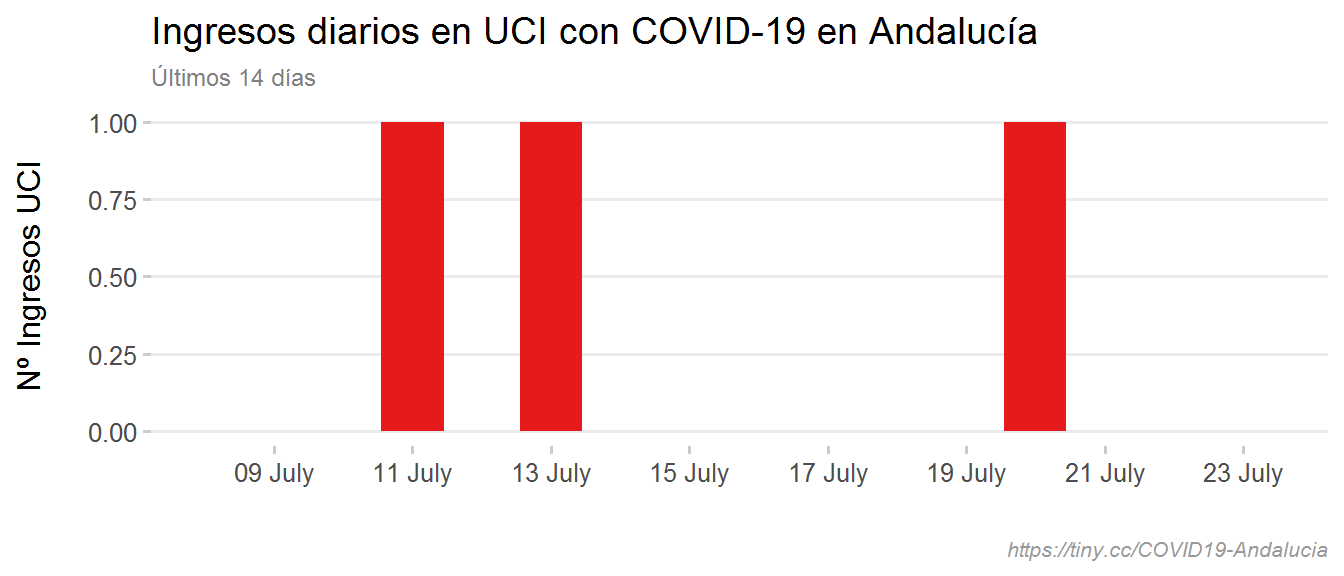 Ingresos diarios en UCI con COVID-19 en Andalucía
Últimos 14 días
Nº Ingresos UCI
1.00
0.75
0.50
0.25
0.00
09 July 11 July 13 July 15 July 17 July 19 July 21 July 23 July
https://tiny.cc/COVID19-Andalucia